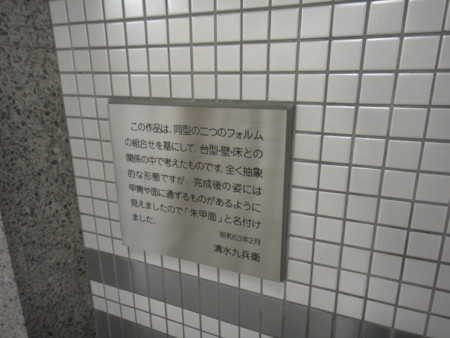 この作品は、同型の二つのフォルム
の組合せを基にして、台型・壁・床との
関係の中で考えたものです。全く抽象
的な形態ですが、完成後の姿には
甲冑や面に通ずるものがあるように
見えましたので「朱甲面」と名付け
ました。
昭和63年2月
清水九兵衛